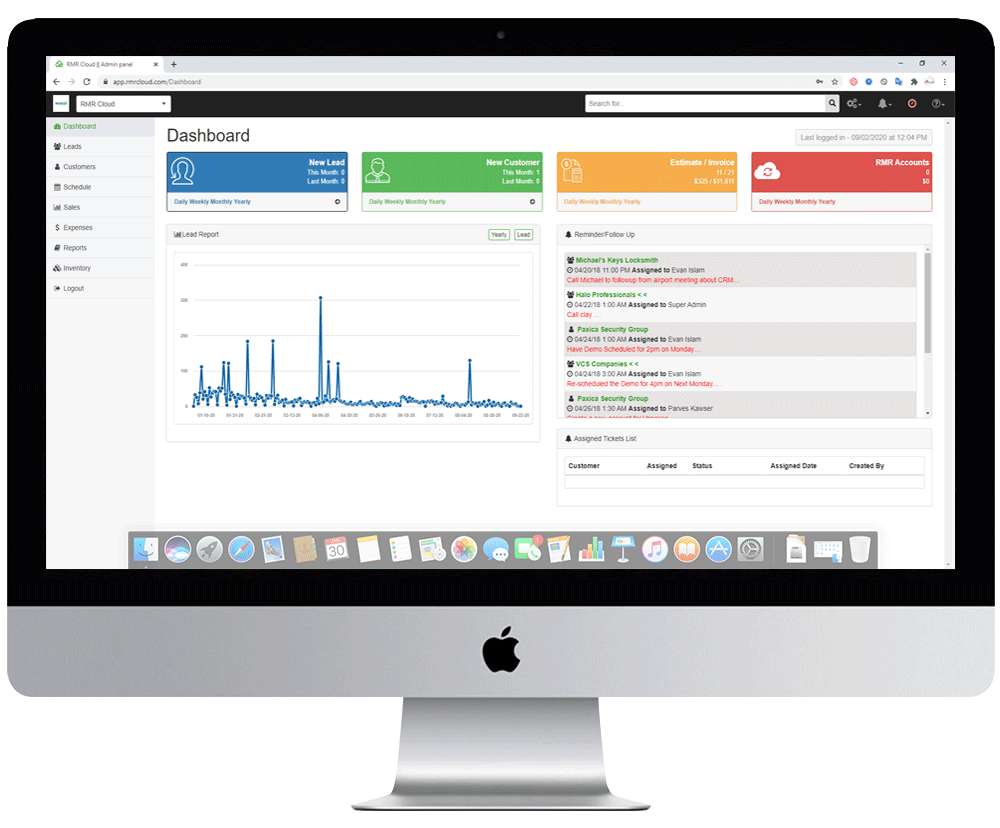 RMR Cloud || Admin panel
app.rmrcloud.com/Dashboard
RMR Cloud
Search for..
Dashboard
Leads
Customers
Schedule
Sales
Expenses
Reports
Inventory
Logout
Dashboard
Last logged in - 09/02/2020 at 12:04 PM
New Lead
This Month: 0
Last Month: 0
Daily Weekly Monthly Yearly
New Customer
This Month: 1
Last Month: 0
Daily Weekly Monthly Yearly
Estimate / Invoice
11 / 21
$325 / $11,911
Daily Weekly Monthly Yearly
RMR Accounts
0
$0
Daily Weekly Monthly Yearly
Lead Report
Yearly
Lead
400
300
200
100
0
01-10-20 01-21-20 02-21-20 03-13-20 04-06-20 04-20-20 05-26-20 06-15-20 07-13-20 08-04-20 08-28-20 09-22-20
Reminder/Follow Up
Michael's Keys Locksmith
04/20/18 11:00 PM Assigned to Evan Islam
Call Michael to followup from airport meeting about CRM...
Halo Professionals < <
04/22/18 1:00 AM Assigned to Super Admin
Call clay ....
Paxica Security Group
04/24/18 1:00 AM Assigned to Evan Islam
Have Demo Scheduled for 2pm on Monday....
VCS Companies < <
04/24/18 3:00 AM Assigned to Evan Islam
Re-scheduled the Demo for 4pm on Next Monday.....
Paxica Security Group
04/26/18 1:30 AM Assigned to Parves Kawser
Assigned Tickets List
Customer Assigned Status Assigned Date Created By
30
1